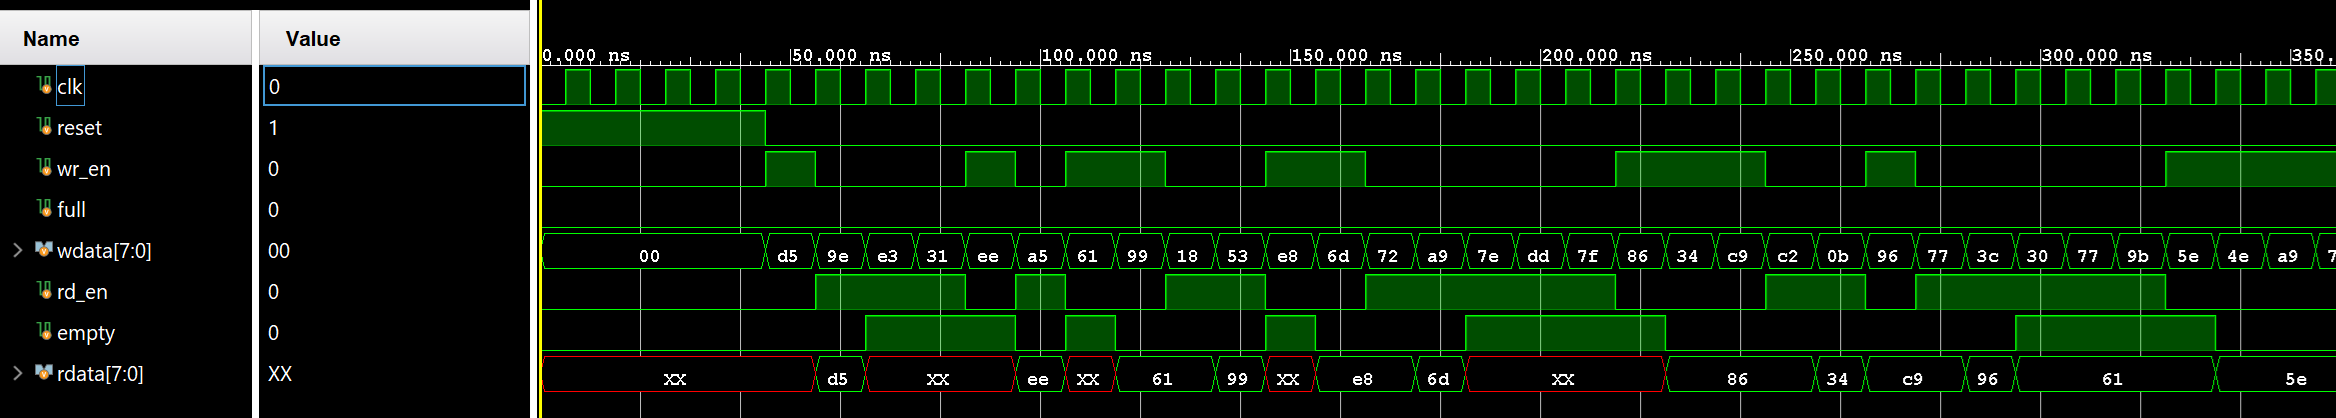 Name Value
0.000 ns 50.000 ns 100.000 ns 150.000 ns 200.000 ns 250.000 ns 300.000 ns 350.
clk 0
reset 1
wr_en 0
full 0
wdata[7:0] 00 00 d5 9e e3 31 ee a5 61 99 18 53 e8 6d 72 a9 7e dd 7f 86 34 c9 c2 0b 96 77 3c 30 77 9b 5e 4e a9 7
rd_en 0
empty 0
rdata[7:0] XX XX d5 XX ee XX 61 99 XX e8 6d XX 86 34 c9 96 61 5e